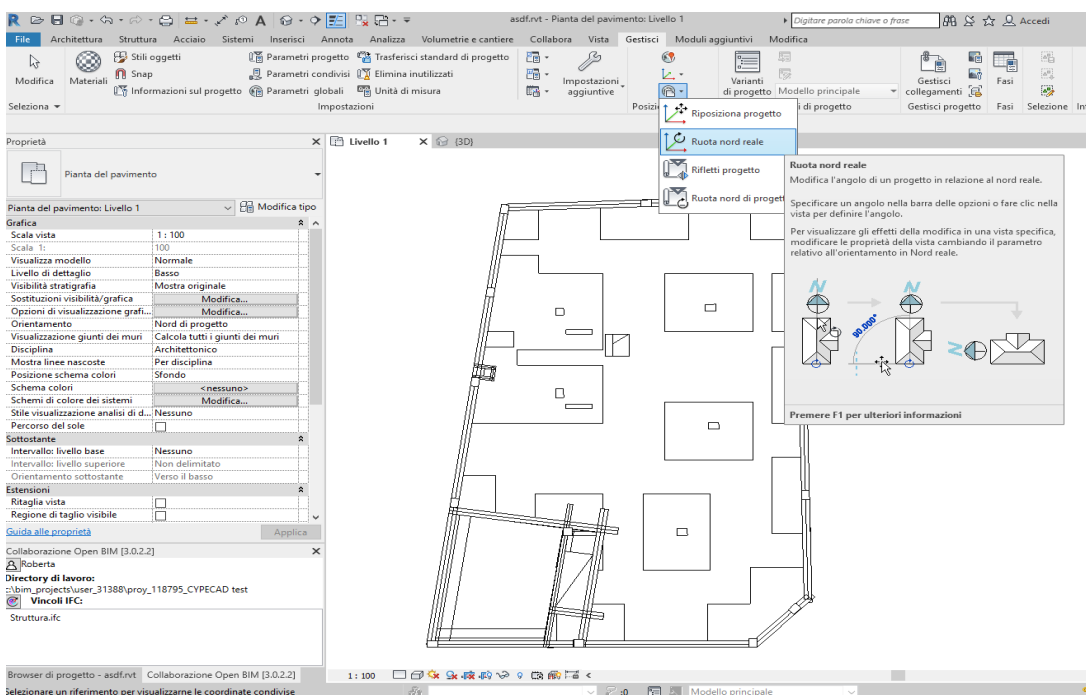 asdf.rvt - Pianta del pavimento: Livello 1
Digitare parola chiave o frase
Accedi
File Architettura Struttura Acciaio Sistemi Inserisci Annota Analizza Volumetrie e cantiere Collabora Vista Gestisci Moduli aggiuntivi Modifica
Modifica
Materiali
Stili oggetti
Snap
Informazioni sul progetto
Parametri progetto
Parametri condivisi
Parametri globali
Trasferisci standard di progetto
Elimina inutilizzati
Unità di misura
Impostazioni aggiuntive
Varianti di progetto
Modello principale
Gestisci collegamenti
Fasi
Seleziona
Impostazioni
Posizi
i di progetto
Gestisci progetto
Fasi
Selezione
In
Riposiziona progetto
Ruota nord reale
Rifletti progetto
Ruota nord di proget
Ruota nord reale
Modifica l'angolo di un progetto in relazione al nord reale.
Specificare un angolo nella barra delle opzioni o fare clic nella
vista per definire l'angolo.
Per visualizzare gli effetti della modifica in una vista specifica,
modificare le proprietà della vista cambiando il parametro
relativo all'orientamento in Nord reale.
N
N
90.000°
N
Premere F1 per ulteriori informazioni
Proprietà
Livello 1
{3D}
Pianta del pavimento
Pianta del pavimento: Livello 1
Modifica tipo
Grafica
Scala vista 1 : 100
Scala 1: 100
Visualizza modello Normale
Livello di dettaglio Basso
Visibilità stratigrafia Mostra originale
Sostituzioni visibilità/grafica Modifica...
Opzioni di visualizzazione grafi... Modifica...
Orientamento Nord di progetto
Visualizzazione giunti dei muri Calcola tutti i giunti dei muri
Disciplina Architettonico
Mostra linee nascoste Per disciplina
Posizione schema colori Sfondo
Schema colori <nessuno>
Schemi di colore dei sistemi Modifica...
Stile visualizzazione analisi di d... Nessuno
Percorso del sole
Sottostante
Intervallo: livello base Nessuno
Intervallo: livello superiore Non delimitato
Orientamento sottostante Verso il basso
Estensioni
Ritaglia vista
Regione di taglio visibile
Guida alle proprietà
Applica
Collaborazione Open BIM [3.0.2.2]
Roberta
Directory di lavoro:
:\bim_projects\user_31388\proy_118795_CYPECAD test
Vincoli IFC:
Struttura.ifc
Browser di progetto - asdf.rvt
Collaborazione Open BIM [3.0.2.2]
1 : 100
Selezionare un riferimento per visualizzarne le coordinate condivise
:0
Modello principale